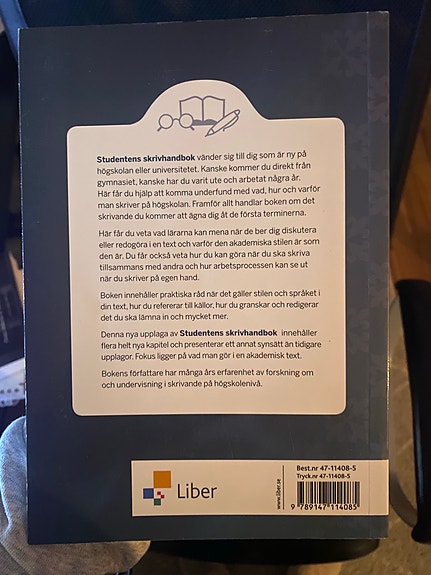 Studentens skrivhandbok vänder sig till dig som är ny på
högskolan eller universitetet. Kanske kommer du direkt från
gymnasiet, kanske har du varit ute och arbetat några år.
Här får du hjälp att komma underfund med vad, hur och varför
man skriver på högskolan. Framför allt handlar boken om det
skrivande du kommer att ägna dig åt de första terminerna.
Här får du veta vad lärarna kan mena när de ber dig diskutera
eller redogöra i en text och varför den akademiska stilen är som
den är. Du får också veta hur du kan göra när du ska skriva
tillsammans med andra och hur arbetsprocessen kan se ut
när du skriver på egen hand.
Boken innehåller praktiska råd när det gäller stilen och språket i
din text, hur du refererar till källor, hur du granskar och redigerar
det du ska lämna in och mycket mer.
Denna nya upplaga av Studentens skrivhandbok innehåller
flera helt nya kapitel och presenterar ett annat synsätt än tidigare
upplagor. Fokus ligger på vad man gör i en akademisk text.
Bokens författare har många års erfarenhet av forskning om
och undervisning i skrivande på högskolenivå.
Liber
www.liber.se
Best.nr 47-11408-5
Tryck.nr 47-11408-5
9 789147 114085